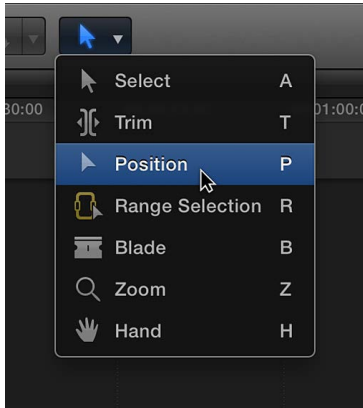 30:00
01:00:0
Select A
Trim T
Position P
Range Selection R
Blade B
Zoom Z
Hand H